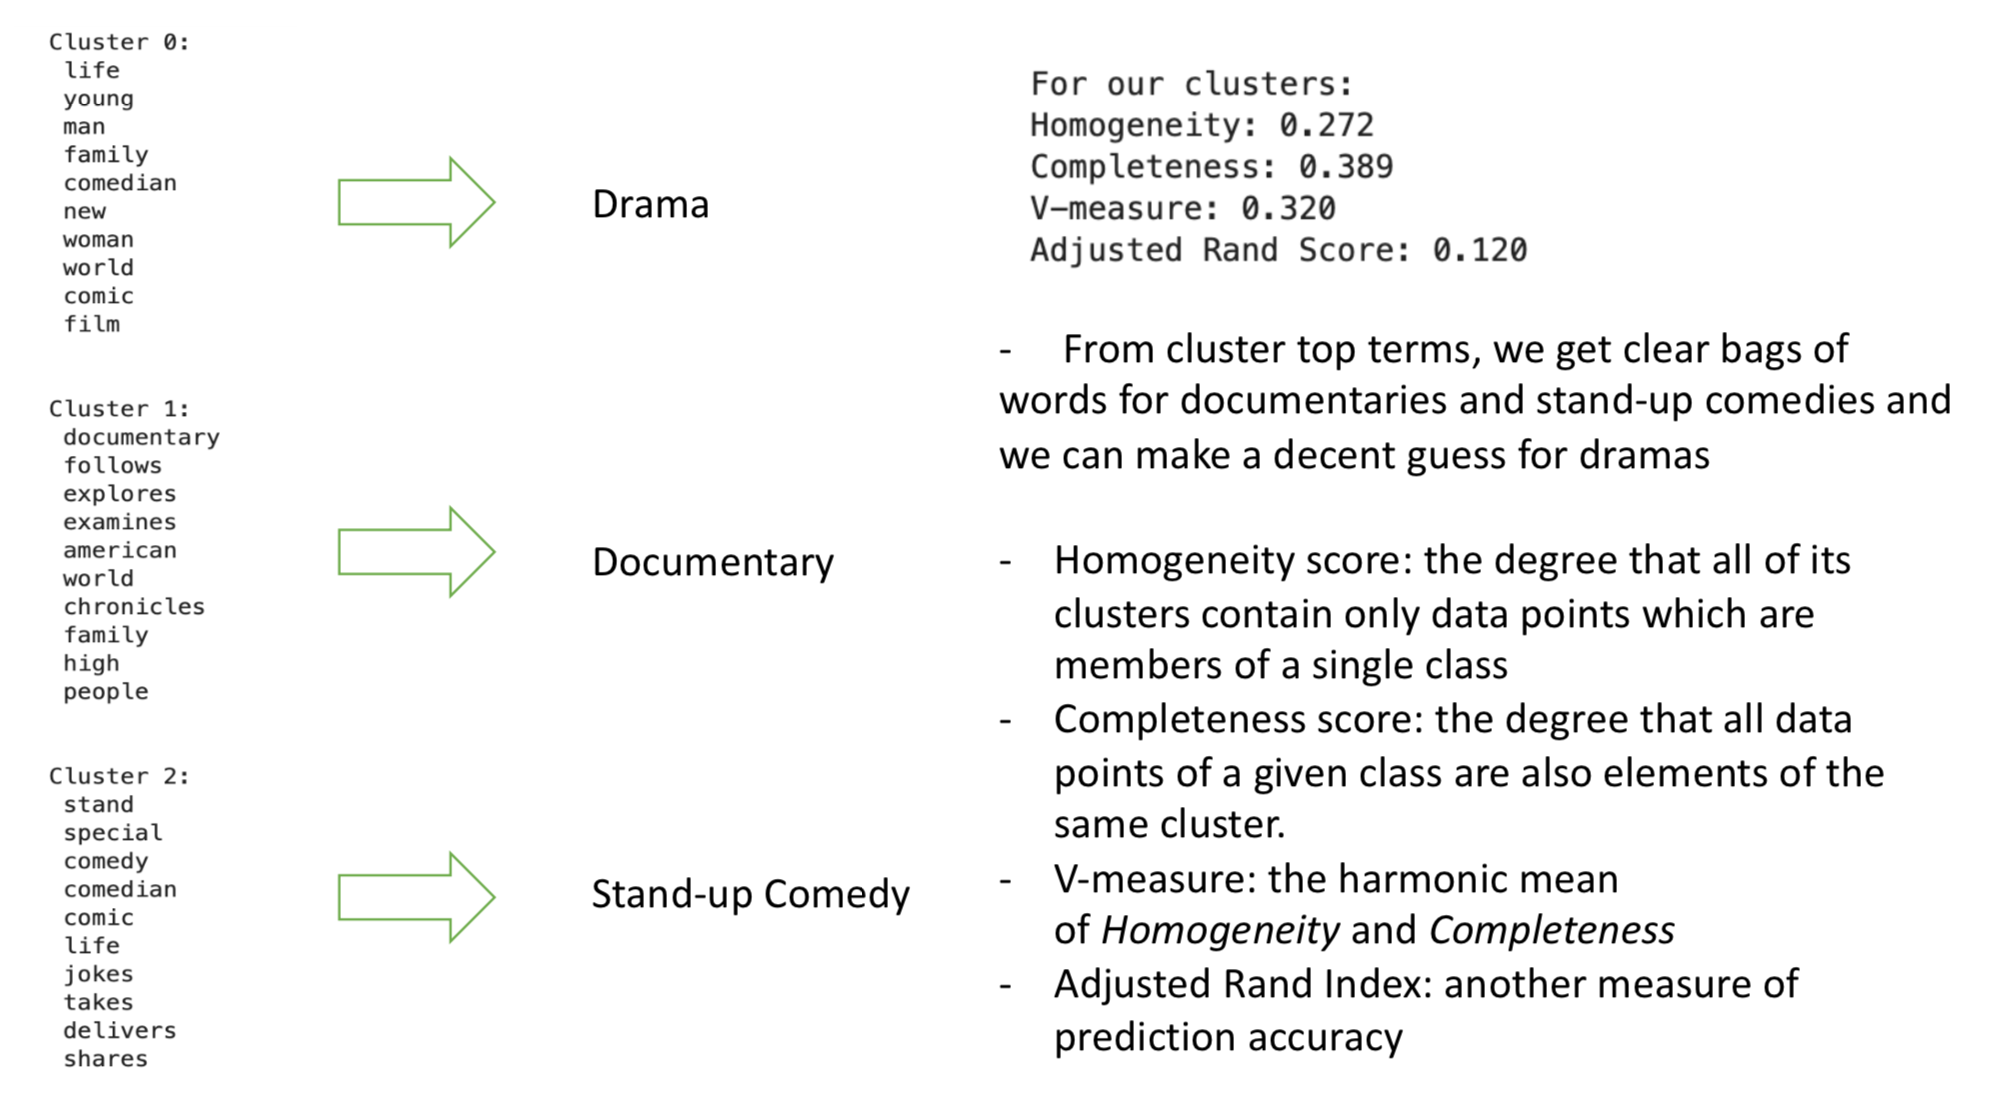 Cluster 0:
life
young
man
family
comedian
new
woman
world
comic
film
Cluster 1:
documentary
follows
explores
examines
american
world
chronicles
family
high
people
Cluster 2:
stand
special
comedy
comedian
comic
life
jokes
takes
delivers
shares
Drama
Documentary
Stand-up Comedy
For our clusters:
Homogeneity: 0.272
Completeness: 0.389
V-measure: 0.320
Adjusted Rand Score: 0.120
- From cluster top terms, we get clear bags of
words for documentaries and stand-up comedies and
we can make a decent guess for dramas
- Homogeneity score: the degree that all of its
clusters contain only data points which are
members of a single class
- Completeness score: the degree that all data
points of a given class are also elements of the
same cluster.
- V-measure: the harmonic mean
of Homogeneity and Completeness
- Adjusted Rand Index: another measure of
prediction accuracy